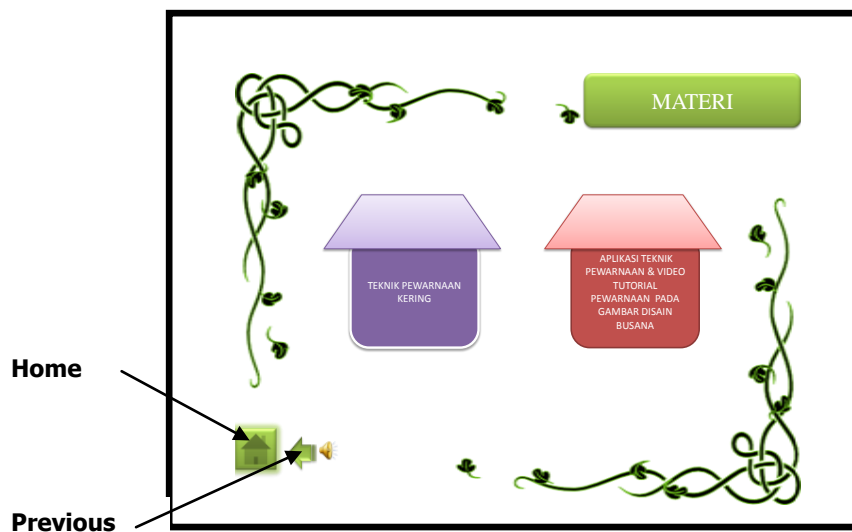 MATERI
TEKNIK PEWARNAAN
KERING
APLIKASI TEKNIK
PEWARNAAN & VIDEO
TUTORIAL
PEWARNAAN PADA
GAMBAR DISAIN
BUSANA
Home
Previous